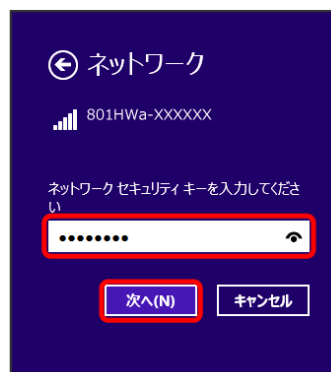 ネットワーク
801HWa-XXXXXX
ネットワーク セキュリティ キーを入力してくださ
い
••••••••
次へ(N)
キャンセル